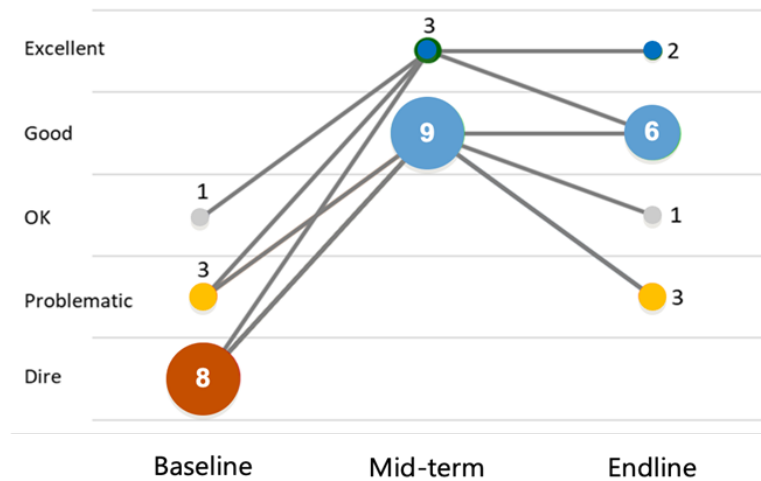 Excellent
3
2
Good
9
6
OK
1
1
Problematic
3
3
Dire
8
Baseline
Mid-term
Endline